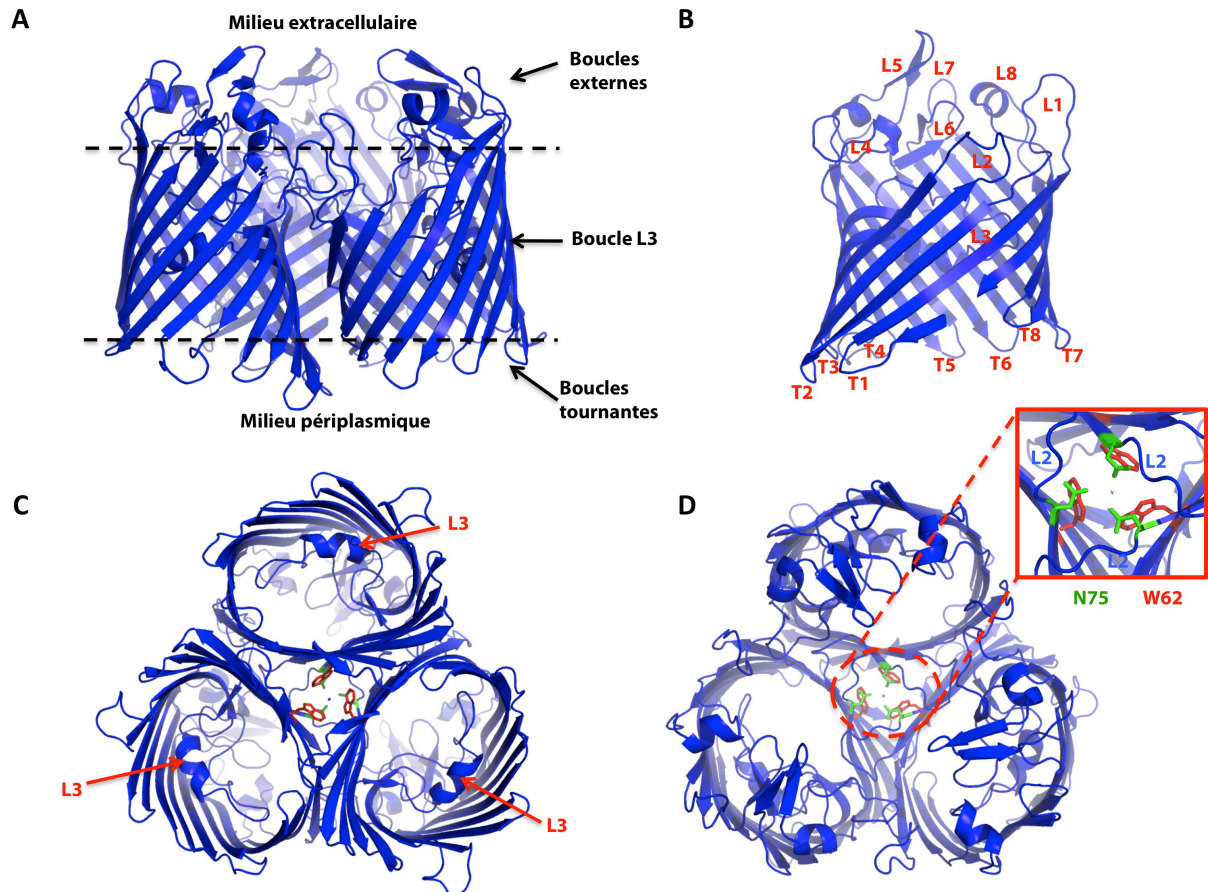 A
Milieu extracellulaire
Boucles
externes
Boucle L3
Boucles
tournantes
Milieu périplasmique
B
L5
L7
L8
L1
L6
L4
L2
L3
T8
T7
T6
T5
T4
T3
T1
T2
C
L3
L3
L3
D
L2
L2
L2
N75 W62